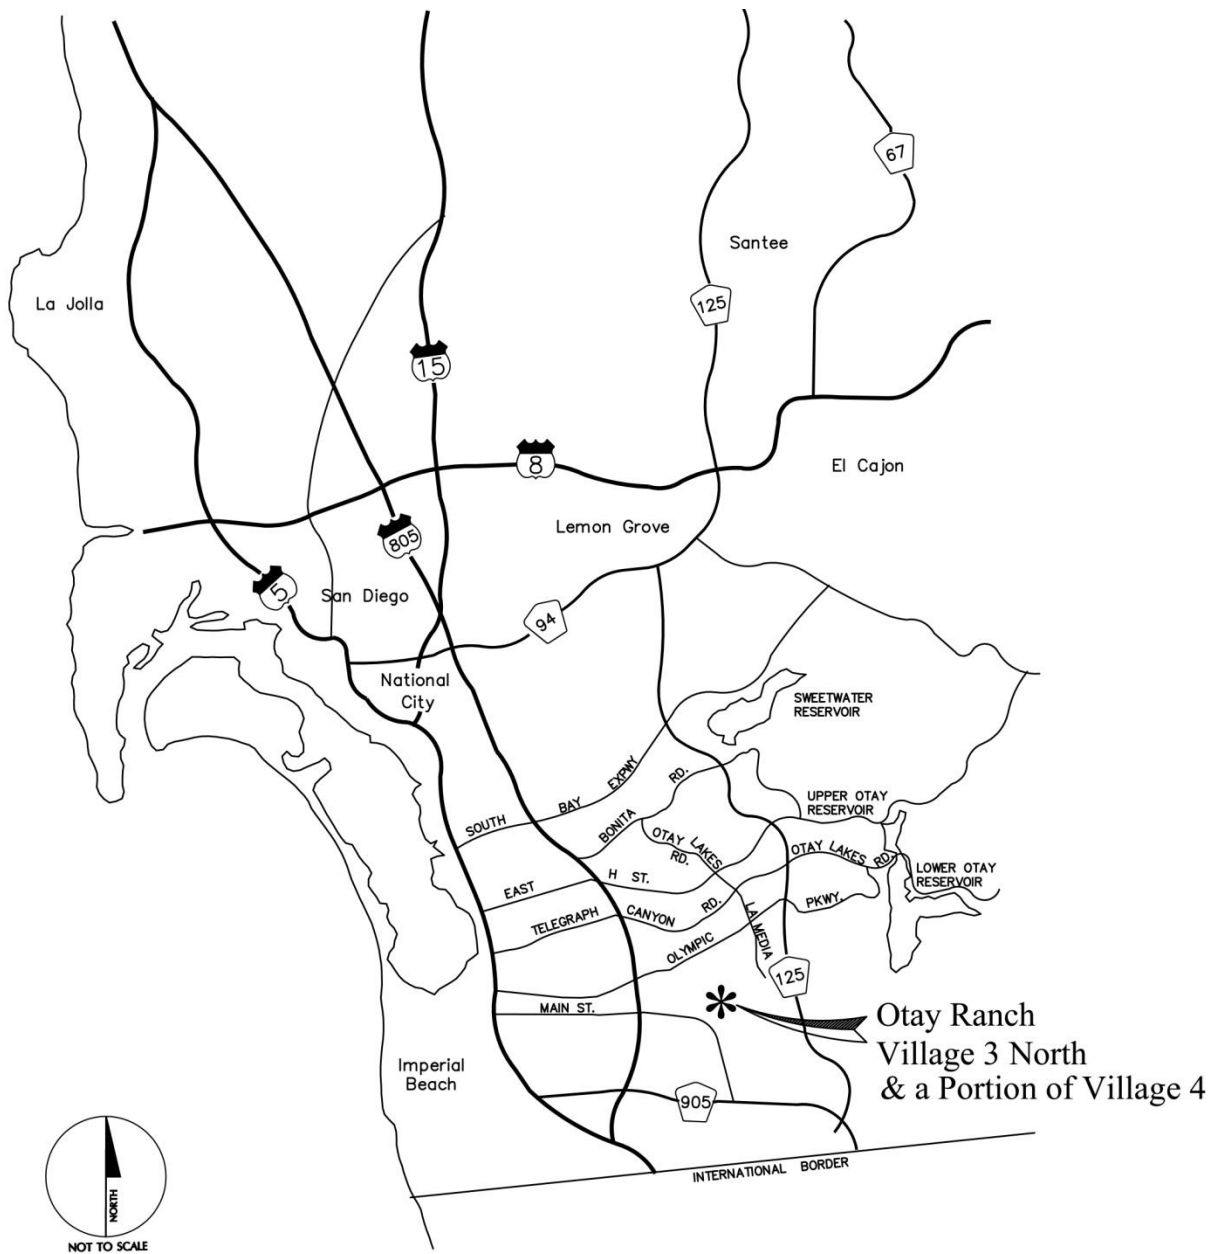 67
Santee
La Jolla
125
15
El Cajon
8
Lemon Grove
805
5
San Diego
94
National
City
SWEETWATER
RESERVOIR
SOUTH BAY EXPWY
BONITA RD.
UPPER OTAY
RESERVOIR
OTAY LAKES
RD.
OTAY LAKES RD.
LOWER OTAY
RESERVOIR
EAST H ST.
TELEGRAPH CANYON RD.
OLYMPIC PKWY.
LA MEDIA
125
MAIN ST.
Otay Ranch
Village 3 North
& a Portion of Village 4
Imperial
Beach
905
INTERNATIONAL BORDER
NORTH
NOT TO SCALE